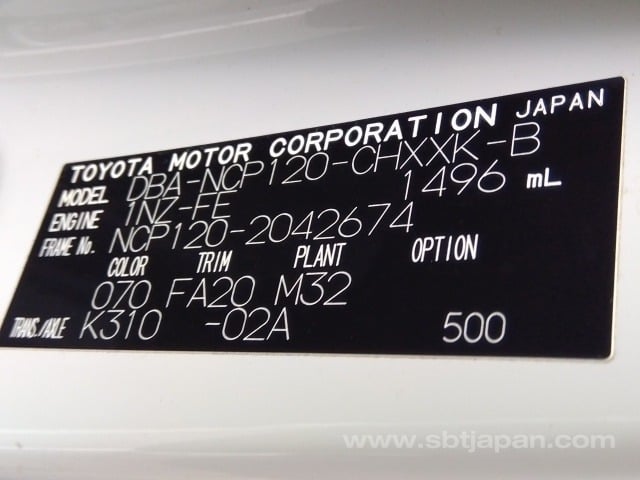 TOYOTA MOTOR CORPORATION JAPAN
MODEL DBA-NCP120-CHXXK-B
ENGINE 1NZ-FE 1496 mL
FRAME No. NCP120-2042674
COLOR TRIM PLANT OPTION
070 FA20 M32
TRANS./AXLE K310 -02A 500
www.sbtjapan.com